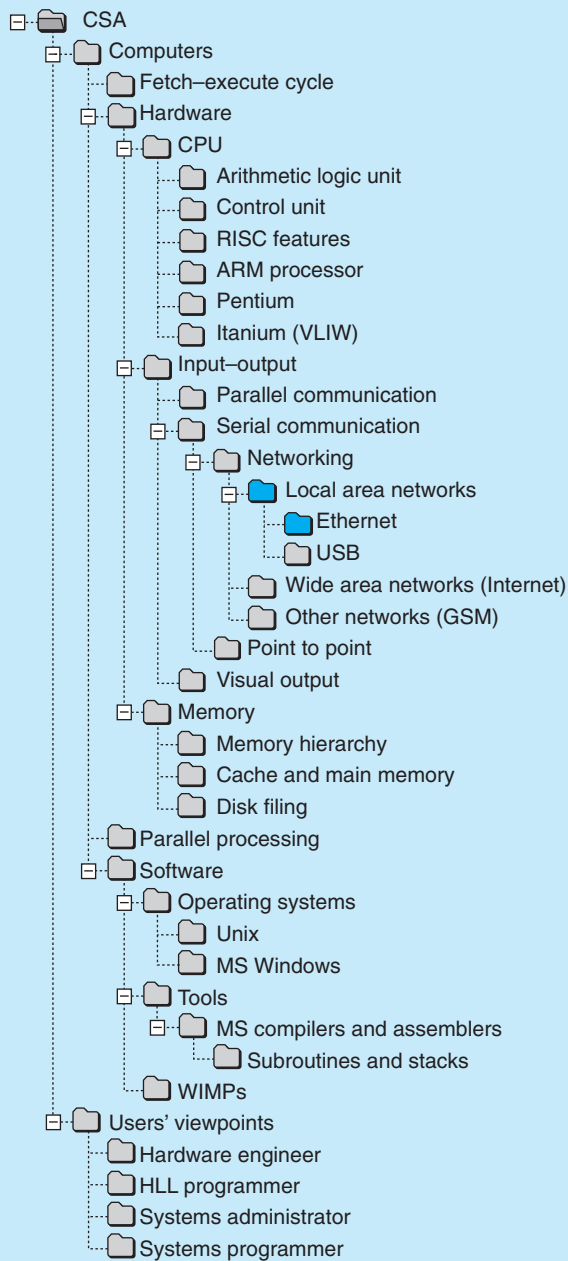 CSA
Computers
Fetch–execute cycle
Hardware
CPU
Arithmetic logic unit
Control unit
RISC features
ARM processor
Pentium
Itanium (VLIW)
Input–output
Parallel communication
Serial communication
Networking
Local area networks
Ethernet
USB
Wide area networks (Internet)
Other networks (GSM)
Point to point
Visual output
Memory
Memory hierarchy
Cache and main memory
Disk filing
Parallel processing
Software
Operating systems
Unix
MS Windows
Tools
MS compilers and assemblers
Subroutines and stacks
WIMPs
Users’ viewpoints
Hardware engineer
HLL programmer
Systems administrator
Systems programmer